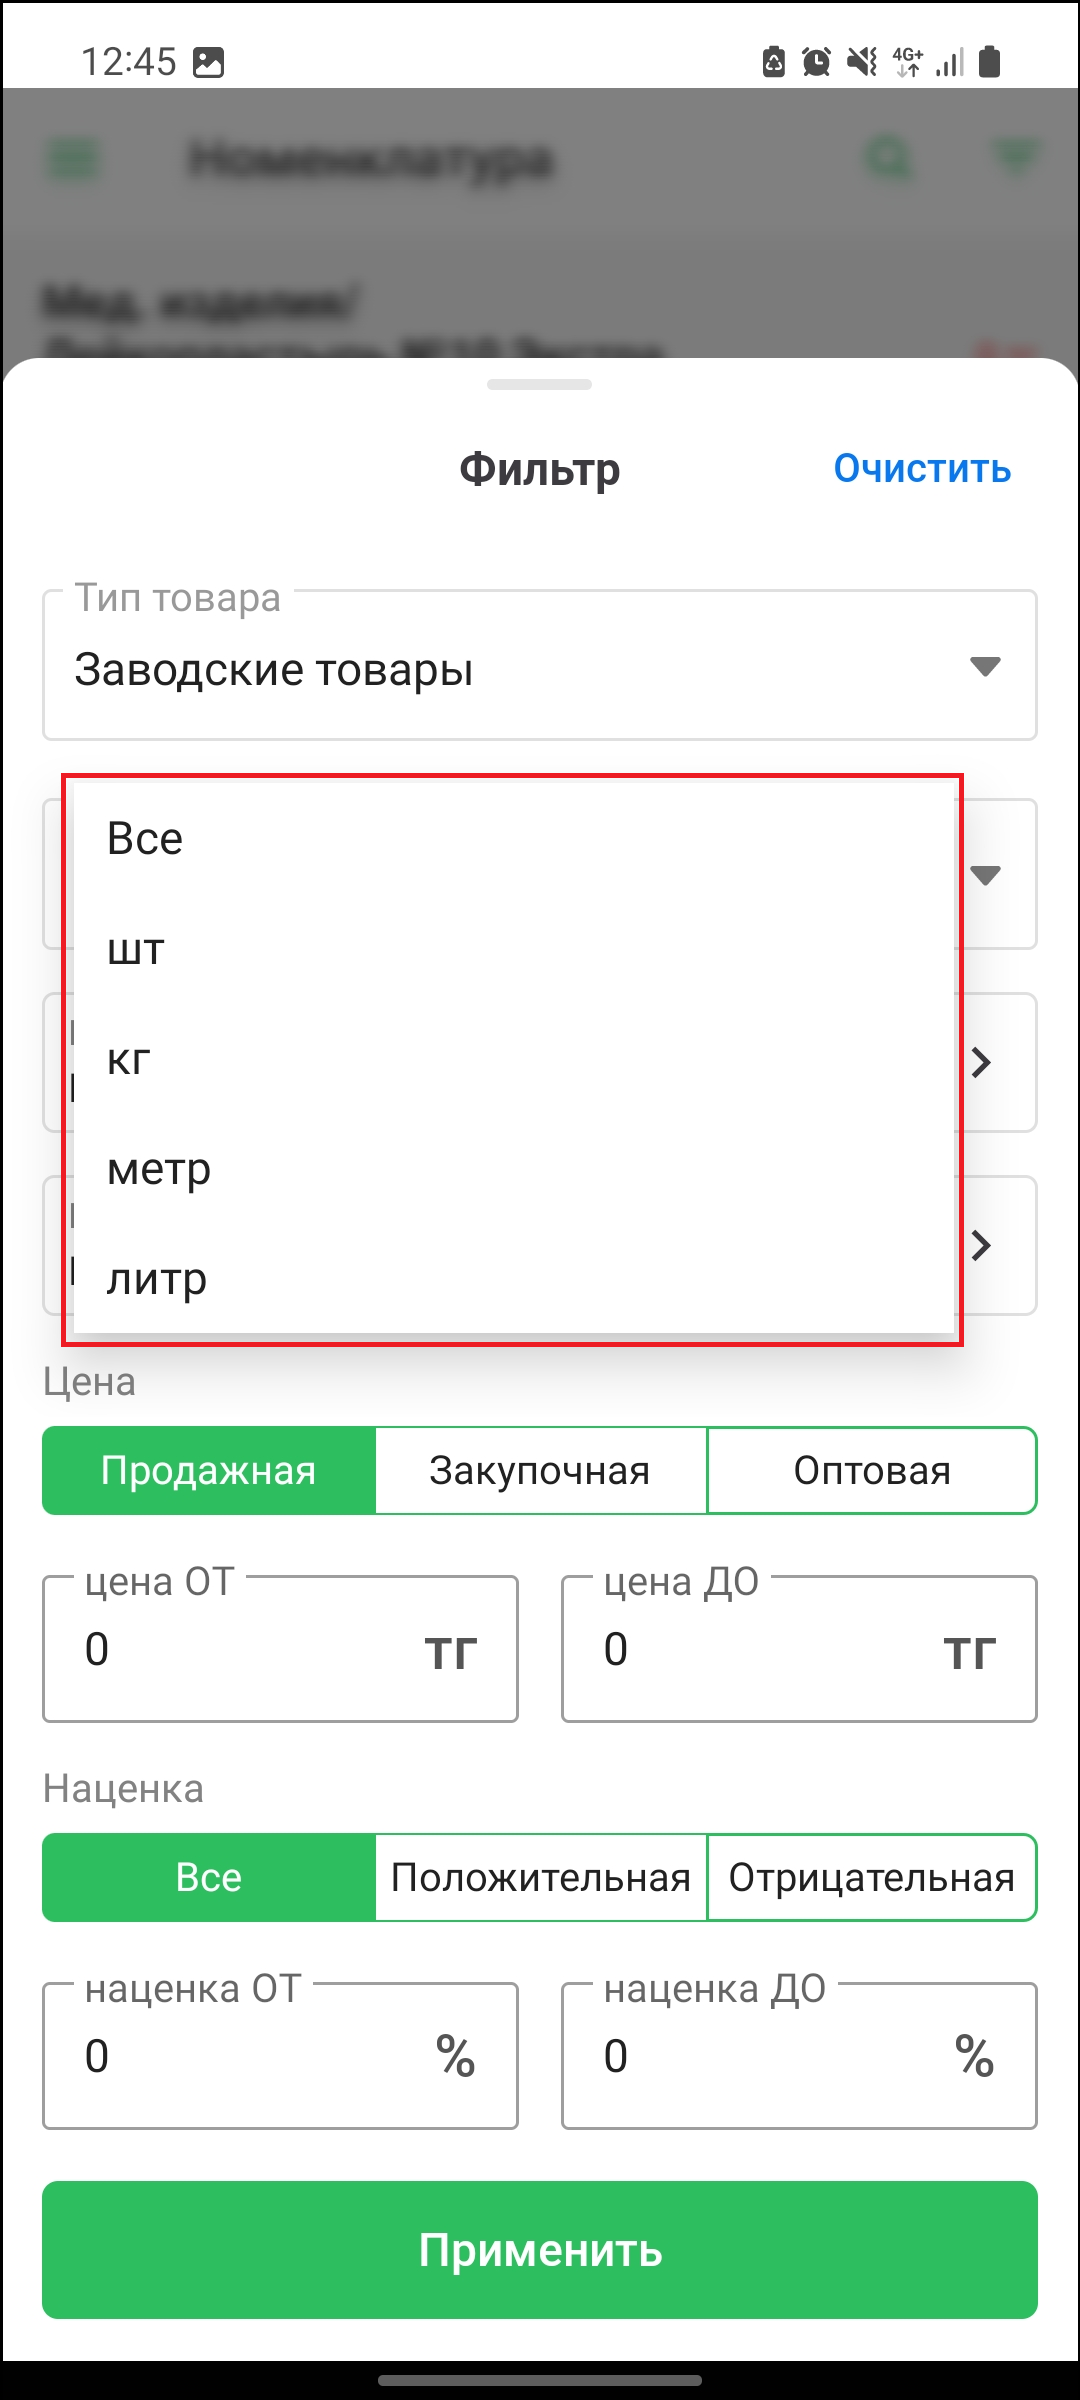 12:45
4G+
Номенклатура
Мед. изделия/
Фильтр
Очистить
Тип товара
Заводские товары
Все
шт
кг
метр
литр
Цена
Продажная
Закупочная
Оптовая
цена ОТ
цена ДО
0 тг
0 тг
Наценка
Все
Положительная
Отрицательная
наценка ОТ
наценка ДО
0 %
0 %
Применить